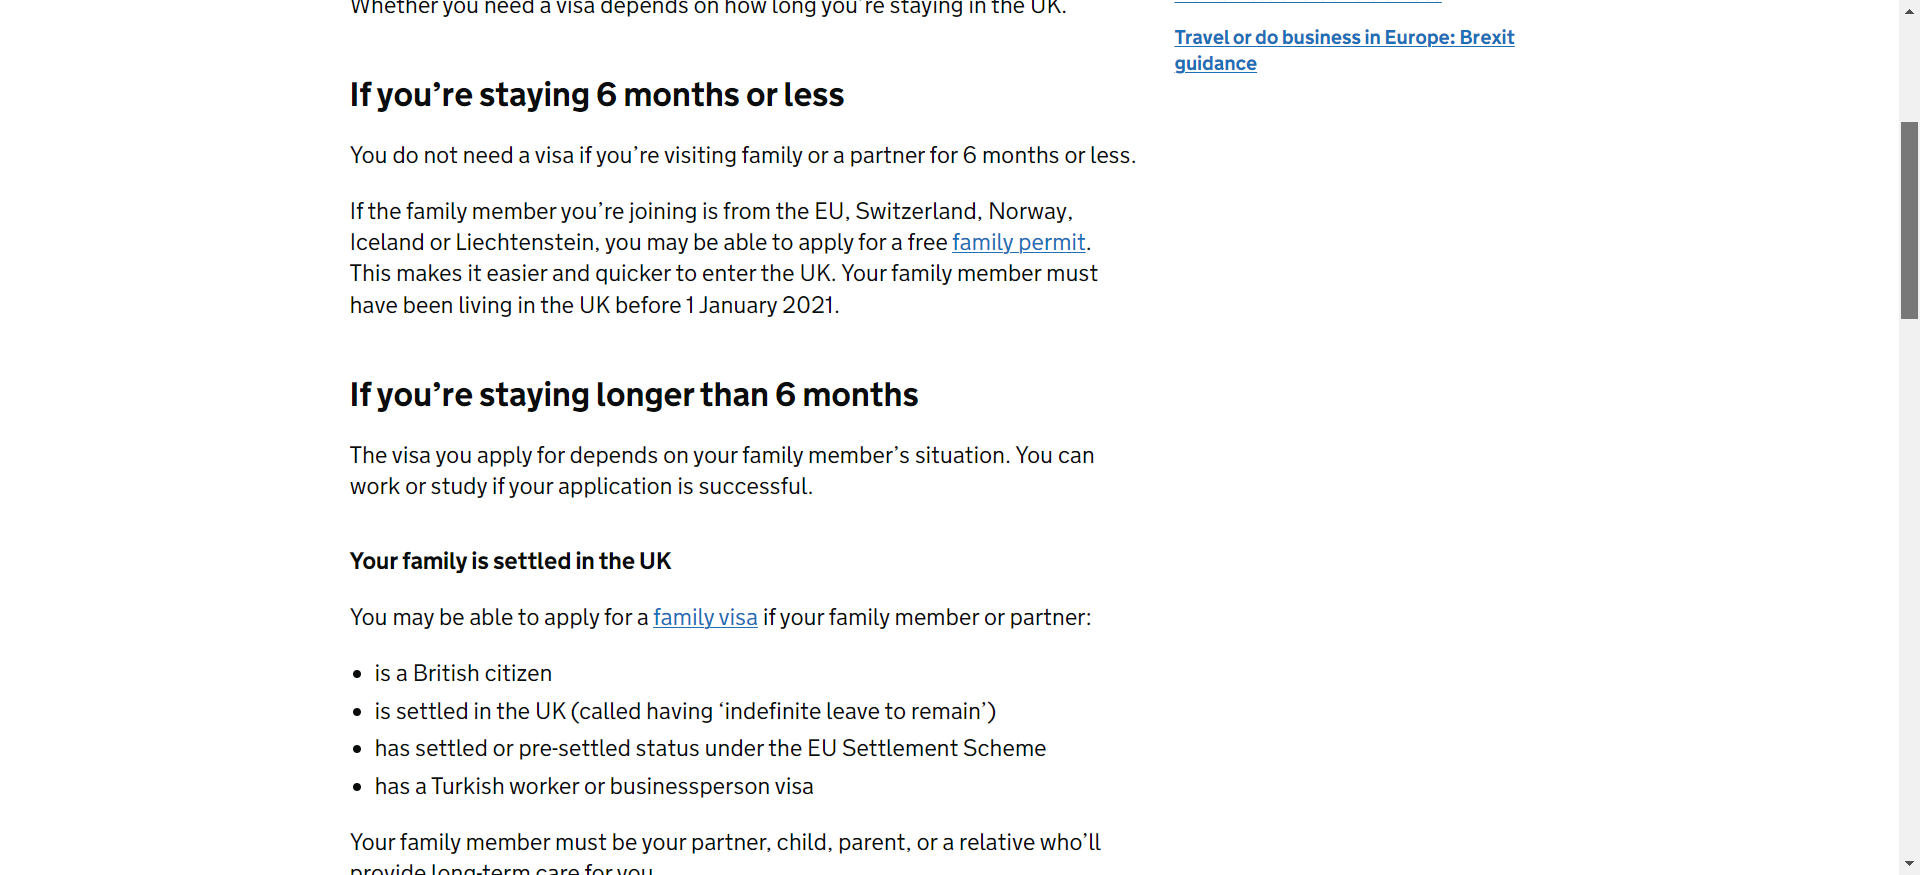 Whether you need a visa depends on how long you’re staying in the UK.
If you’re staying 6 months or less
You do not need a visa if you’re visiting family or a partner for 6 months or less.
If the family member you’re joining is from the EU, Switzerland, Norway,
Iceland or Liechtenstein, you may be able to apply for a free family permit.
This makes it easier and quicker to enter the UK. Your family member must
have been living in the UK before 1 January 2021.
If you’re staying longer than 6 months
The visa you apply for depends on your family member’s situation. You can
work or study if your application is successful.
Your family is settled in the UK
You may be able to apply for a family visa if your family member or partner:
• is a British citizen
• is settled in the UK (called having ‘indefinite leave to remain’)
• has settled or pre-settled status under the EU Settlement Scheme
• has a Turkish worker or businessperson visa
Your family member must be your partner, child, parent, or a relative who’ll
provide long-term care for you.
Travel or do business in Europe: Brexit
guidance